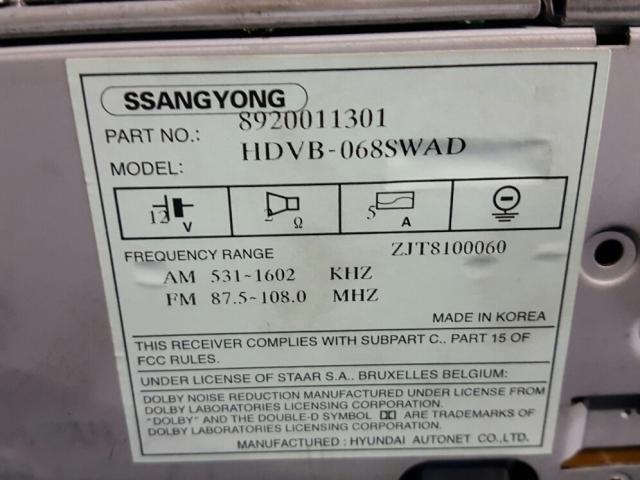 SSANGYONG
PART NO.: 8920011301
MODEL: HDVB-068SWAD
12 V 2 Ω 5 A
FREQUENCY RANGE ZJT8100060
AM 531~1602 KHZ
FM 87.5~108.0 MHZ
MADE IN KOREA
THIS RECEIVER COMPLIES WITH SUBPART C., PART 15 OF
FCC RULES.
UNDER LICENSE OF STAAR S.A., BRUXELLES BELGIUM:
DOLBY NOISE REDUCTION MANUFACTURED UNDER LICENSE FROM
DOLBY LABORATORIES LICENSING CORPORATION.
"DOLBY" AND THE DOUBLE-D SYMBOL ARE TRADEMARKS OF
DOLBY LABORATORIES LICENSING CORPORATION.
MANUFACTURED : HYUNDAI AUTONET CO.,LTD.